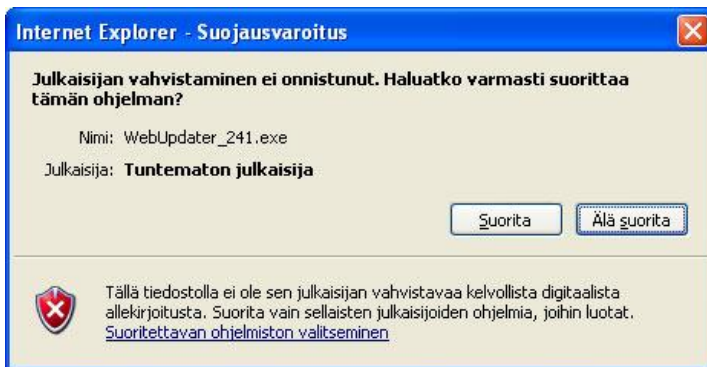 Internet Explorer - Suojausvaroitus
Julkaisijan vahvistaminen ei onnistunut. Haluatko varmasti suorittaa
tämän ohjelman?
Nimi: WebUpdater_241.exe
Julkaisija: Tuntematon julkaisija
Suorita Älä suorita
Tällä tiedostolla ei ole sen julkaisijan vahvistavaa kelvollista digitaalista
allekirjoitusta. Suorita vain sellaisten julkaisijoiden ohjelmia, joihin luotat.
Suoritettavan ohjelmiston valitseminen